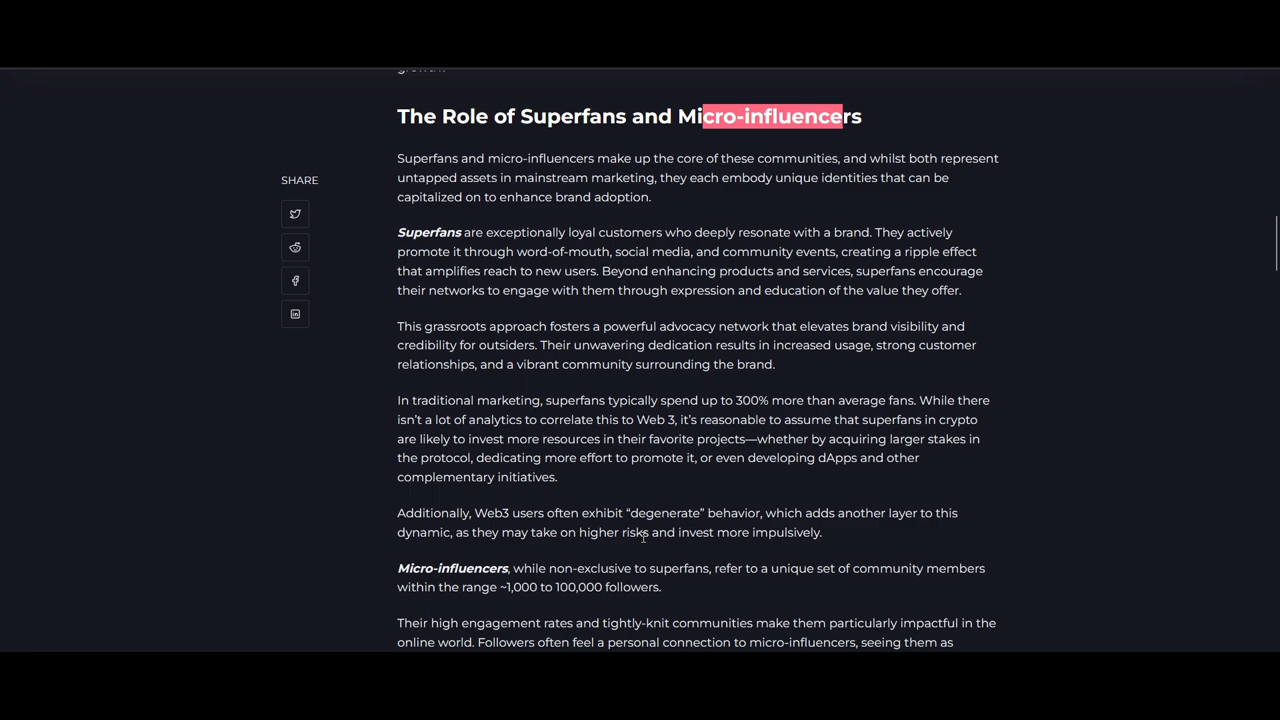 The Role of Superfans and Micro-influencers
Superfans and micro-influencers make up the core of these communities, and whilst both represent
untapped assets in mainstream marketing, they each embody unique identities that can be
capitalized on to enhance brand adoption.
SHARE
Superfans are exceptionally loyal customers who deeply resonate with a brand. They actively
promote it through word-of-mouth, social media, and community events, creating a ripple effect
that amplifies reach to new users. Beyond enhancing products and services, superfans encourage
their networks to engage with them through expression and education of the value they offer.
This grassroots approach fosters a powerful advocacy network that elevates brand visibility and
credibility for outsiders. Their unwavering dedication results in increased usage, strong customer
relationships, and a vibrant community surrounding the brand.
In traditional marketing, superfans typically spend up to 300% more than average fans. While there
isn’t a lot of analytics to correlate this to Web 3, it’s reasonable to assume that superfans in crypto
are likely to invest more resources in their favorite projects—whether by acquiring larger stakes in
the protocol, dedicating more effort to promote it, or even developing dApps and other
complementary initiatives.
Additionally, Web3 users often exhibit “degenerate” behavior, which adds another layer to this
dynamic, as they may take on higher risks and invest more impulsively.
Micro-influencers, while non-exclusive to superfans, refer to a unique set of community members
within the range ~1,000 to 100,000 followers.
Their high engagement rates and tightly-knit communities make them particularly impactful in the
online world. Followers often feel a personal connection to micro-influencers, seeing them as